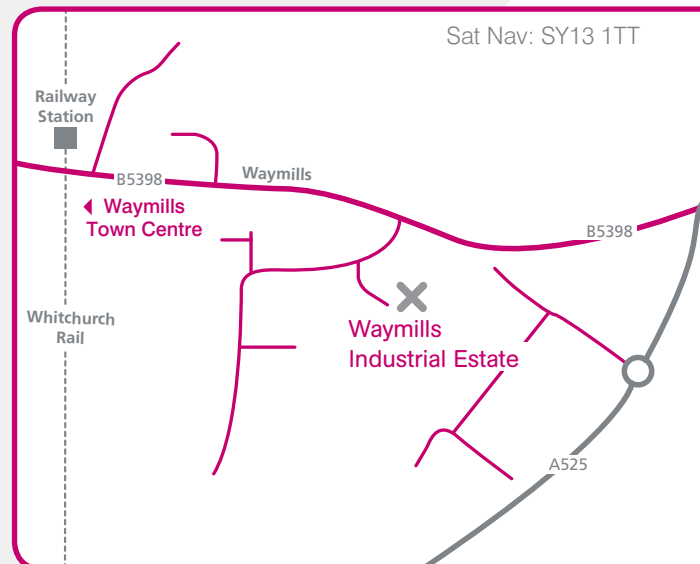 Sat Nav: SY13 1TT
Railway
Station
B5398
Waymills
Waymills
Town Centre
B5398
Whitchurch
Rail
Waymills
Industrial Estate
A525